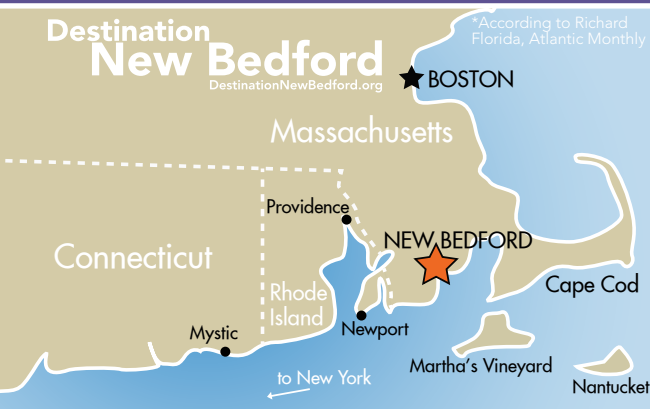 Destination
New Bedford
DestinationNewBedford.org
*According to Richard
Florida, Atlantic Monthly
BOSTON
Massachusetts
Providence
NEW BEDFORD
Connecticut
Rhode
Island
Cape Cod
Mystic
Newport
Martha's Vineyard
to New York
Nantucket